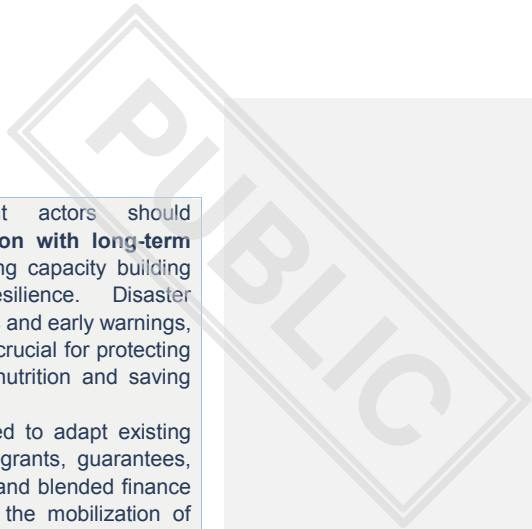 t actors should
on with long-term
ng capacity building
esilience. Disaster
s and early warnings,
crucial for protecting
nutrition and saving
ed to adapt existing
grants, guarantees,
and blended finance
the mobilization of
PUBLIC